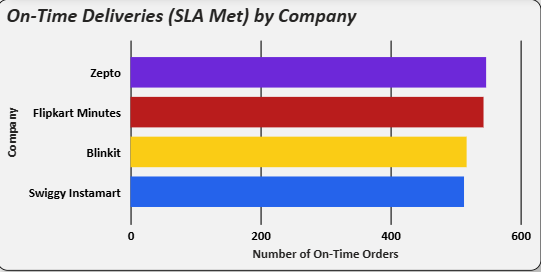 On-Time Deliveries (SLA Met) by Company
Company
Zepto
Flipkart Minutes
Blinkit
Swiggy Instamart
0 200 400 600
Number of On-Time Orders